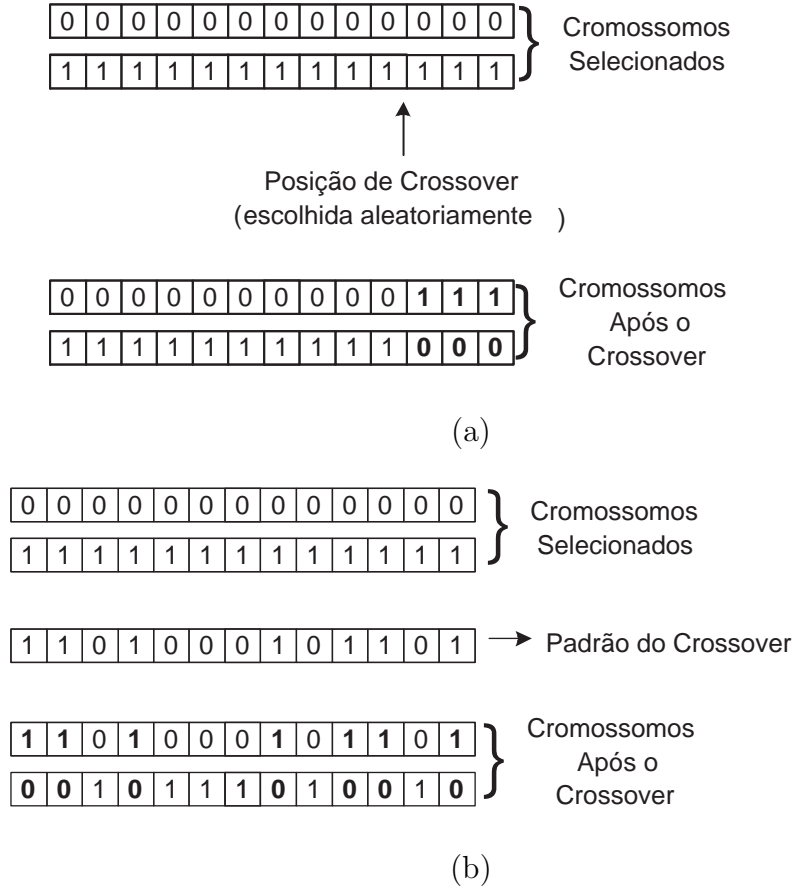 0 0 0 0 0 0 0 0 0 0 0 0 0
1 1 1 1 1 1 1 1 1 1 1 1 1
Cromossomos
Selecionados
Posição de Crossover
(escolhida aleatoriamente )
0 0 0 0 0 0 0 0 0 0 1 1 1
1 1 1 1 1 1 1 1 1 1 0 0 0
Cromossomos
Após o
Crossover
(a)
0 0 0 0 0 0 0 0 0 0 0 0 0
1 1 1 1 1 1 1 1 1 1 1 1 1
Cromossomos
Selecionados
1 1 0 1 0 0 0 1 0 1 1 0 1
Padrão do Crossover
1 1 0 1 0 0 0 1 0 1 1 0 1
0 0 1 0 1 1 1 0 1 0 0 1 0
Cromossomos
Após o
Crossover
(b)